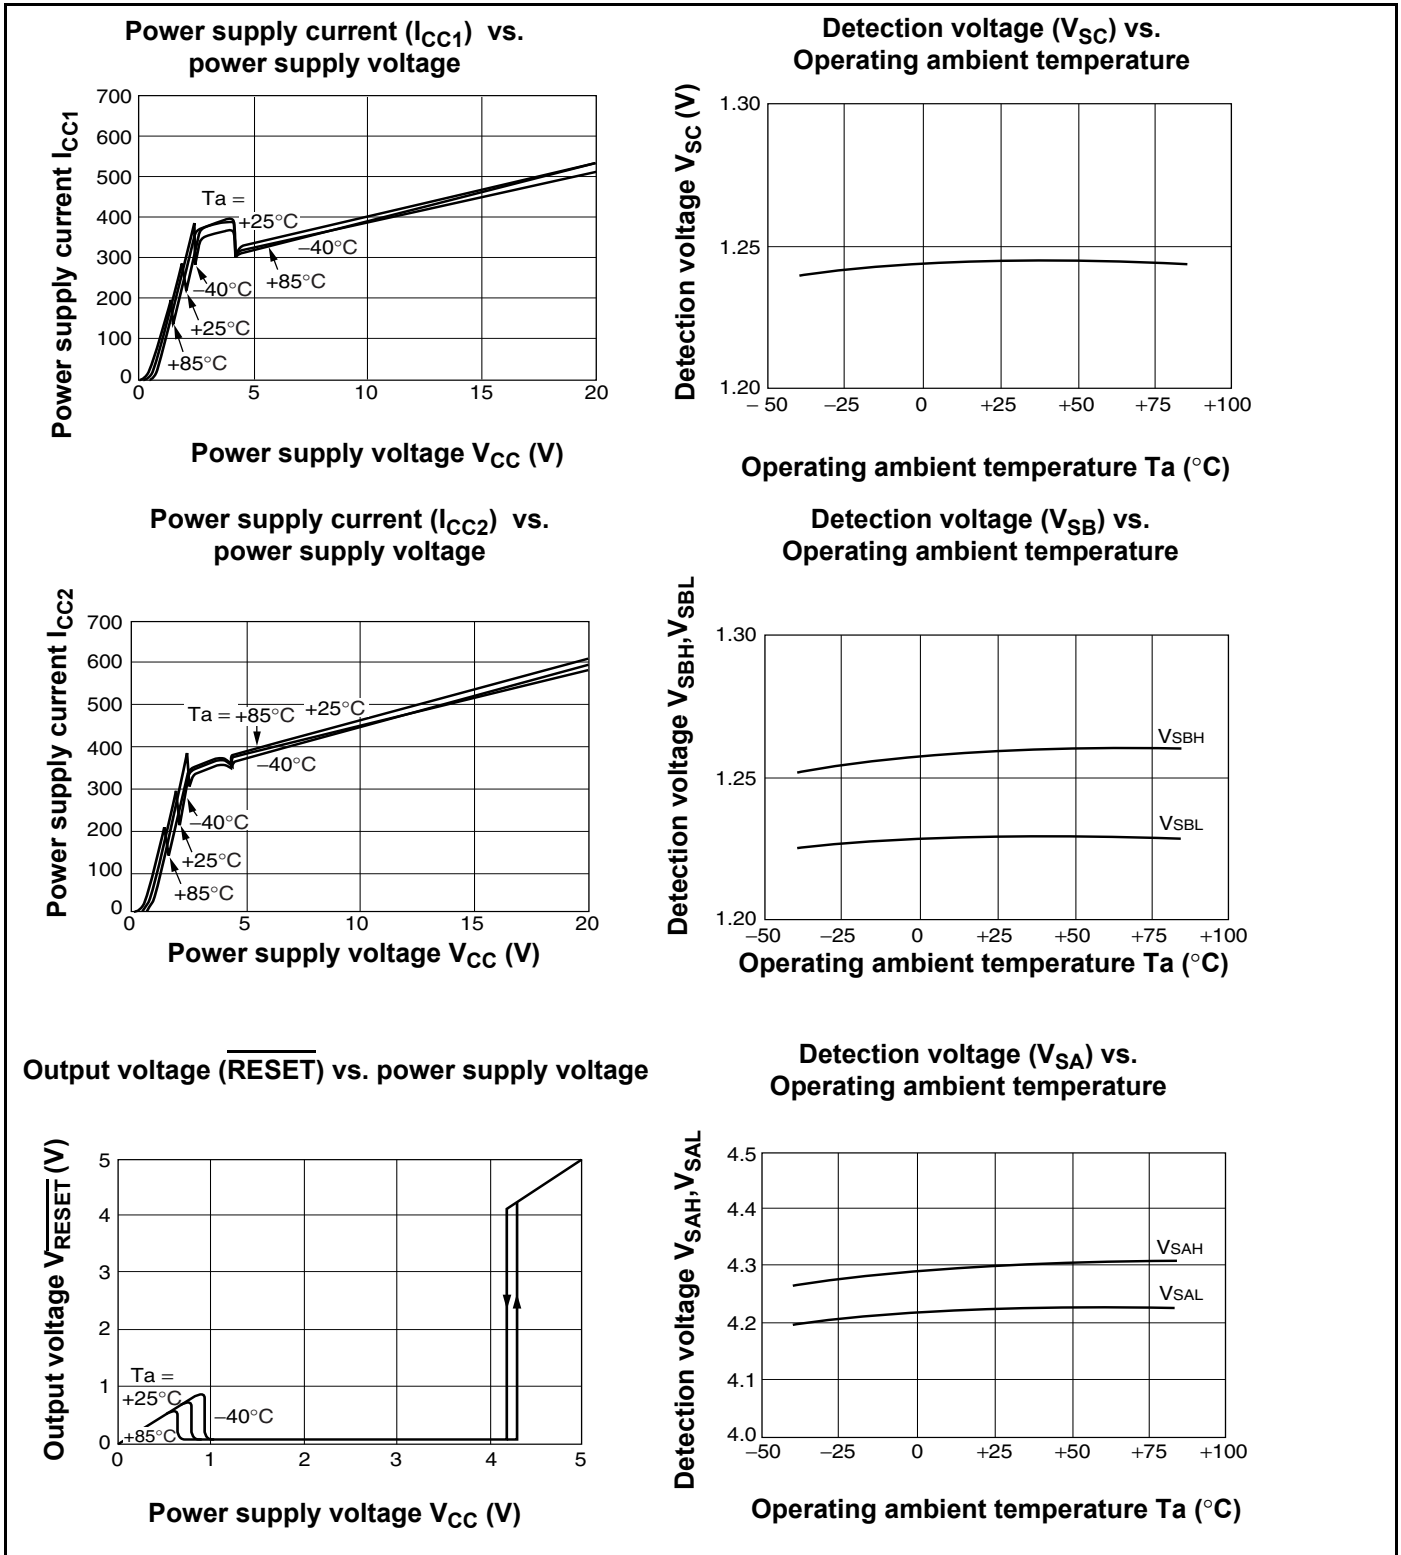 Power supply current (ICC1) vs.
power supply voltage
Power supply current ICC1
700
600
500
400
300
200
100
0
Ta =
+25°C
–40°C
+85°C
–40°C
+25°C
+85°C
0 5 10 15 20
Power supply voltage VCC (V)
Detection voltage (VSC) vs.
Operating ambient temperature
Detection voltage VSC (V)
1.30
1.25
1.20
– 50 –25 0 +25 +50 +75 +100
Operating ambient temperature Ta (°C)
Power supply current (ICC2) vs.
power supply voltage
Power supply current ICC2
700
600
500
400
300
200
100
0
Ta = +85°C +25°C
–40°C
–40°C
+25°C
+85°C
0 5 10 15 20
Power supply voltage VCC (V)
Detection voltage (VSB) vs.
Operating ambient temperature
Detection voltage VSBH,VSBL
1.30
1.25
1.20
VSBH
VSBL
–50 –25 0 +25 +50 +75 +100
Operating ambient temperature Ta (°C)
Output voltage (RESET) vs. power supply voltage
Output voltage VRESET (V)
5
4
3
2
1
0
Ta =
+25°C
–40°C
+85°C
0 1 2 3 4 5
Power supply voltage VCC (V)
Detection voltage (VSA) vs.
Operating ambient temperature
Detection voltage VSAH,VSAL
4.5
4.4
4.3
4.2
4.1
4.0
VSAH
VSAL
–50 –25 0 +25 +50 +75 +100
Operating ambient temperature Ta (°C)